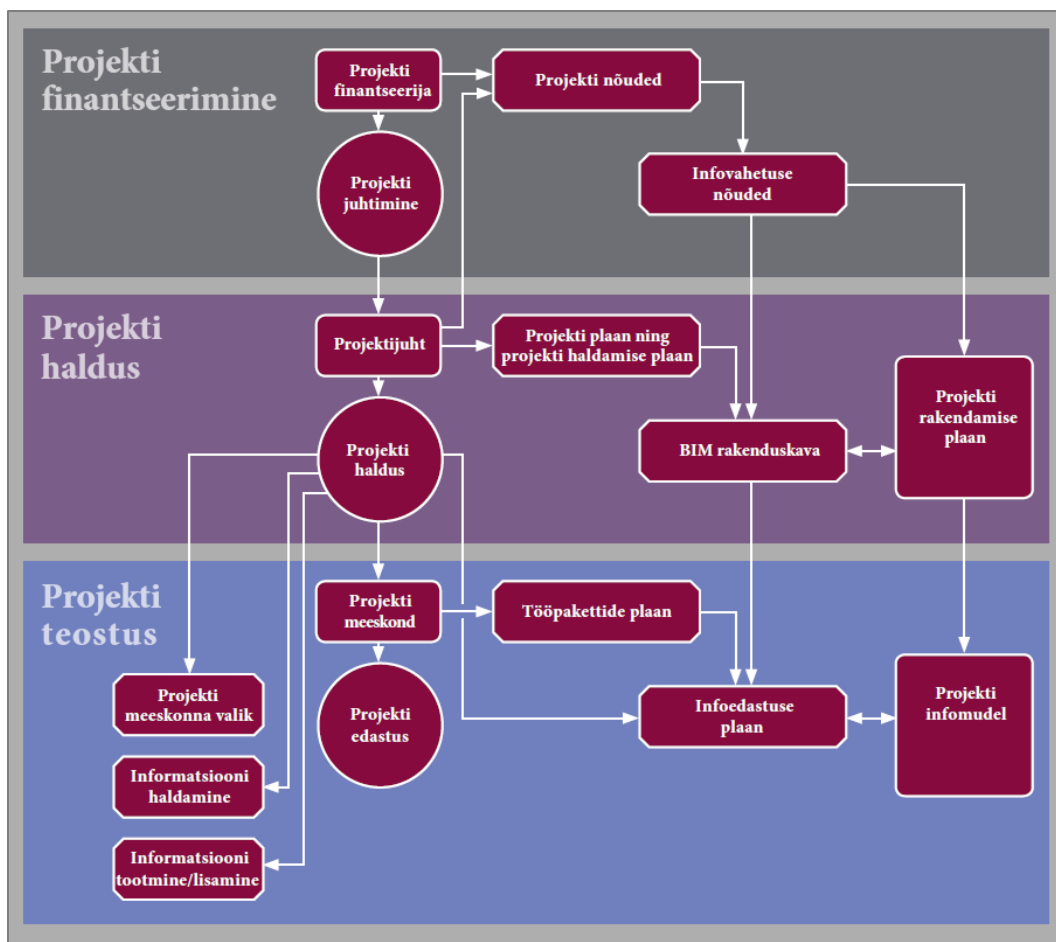 Projekti
finantseerimine
Projekti
finantseerija
Projekti nõuded
Projekti
juhtimine
Infovahetuse
nõuded
Projekti
haldus
Projektijuht
Projekti plaan ning
projekti haldamise plaan
Projekti
rakendamise
plaan
Projekti
haldus
BIM rakenduskava
Projekti
teostus
Projekti
meeskond
Tööpakettide plaan
Projekti
meeskonna valik
Projekti
edastus
Infoedastuse
plaan
Projekti
infomudel
Informatsiooni
haldamine
Informatsiooni
tootmine/lisamine